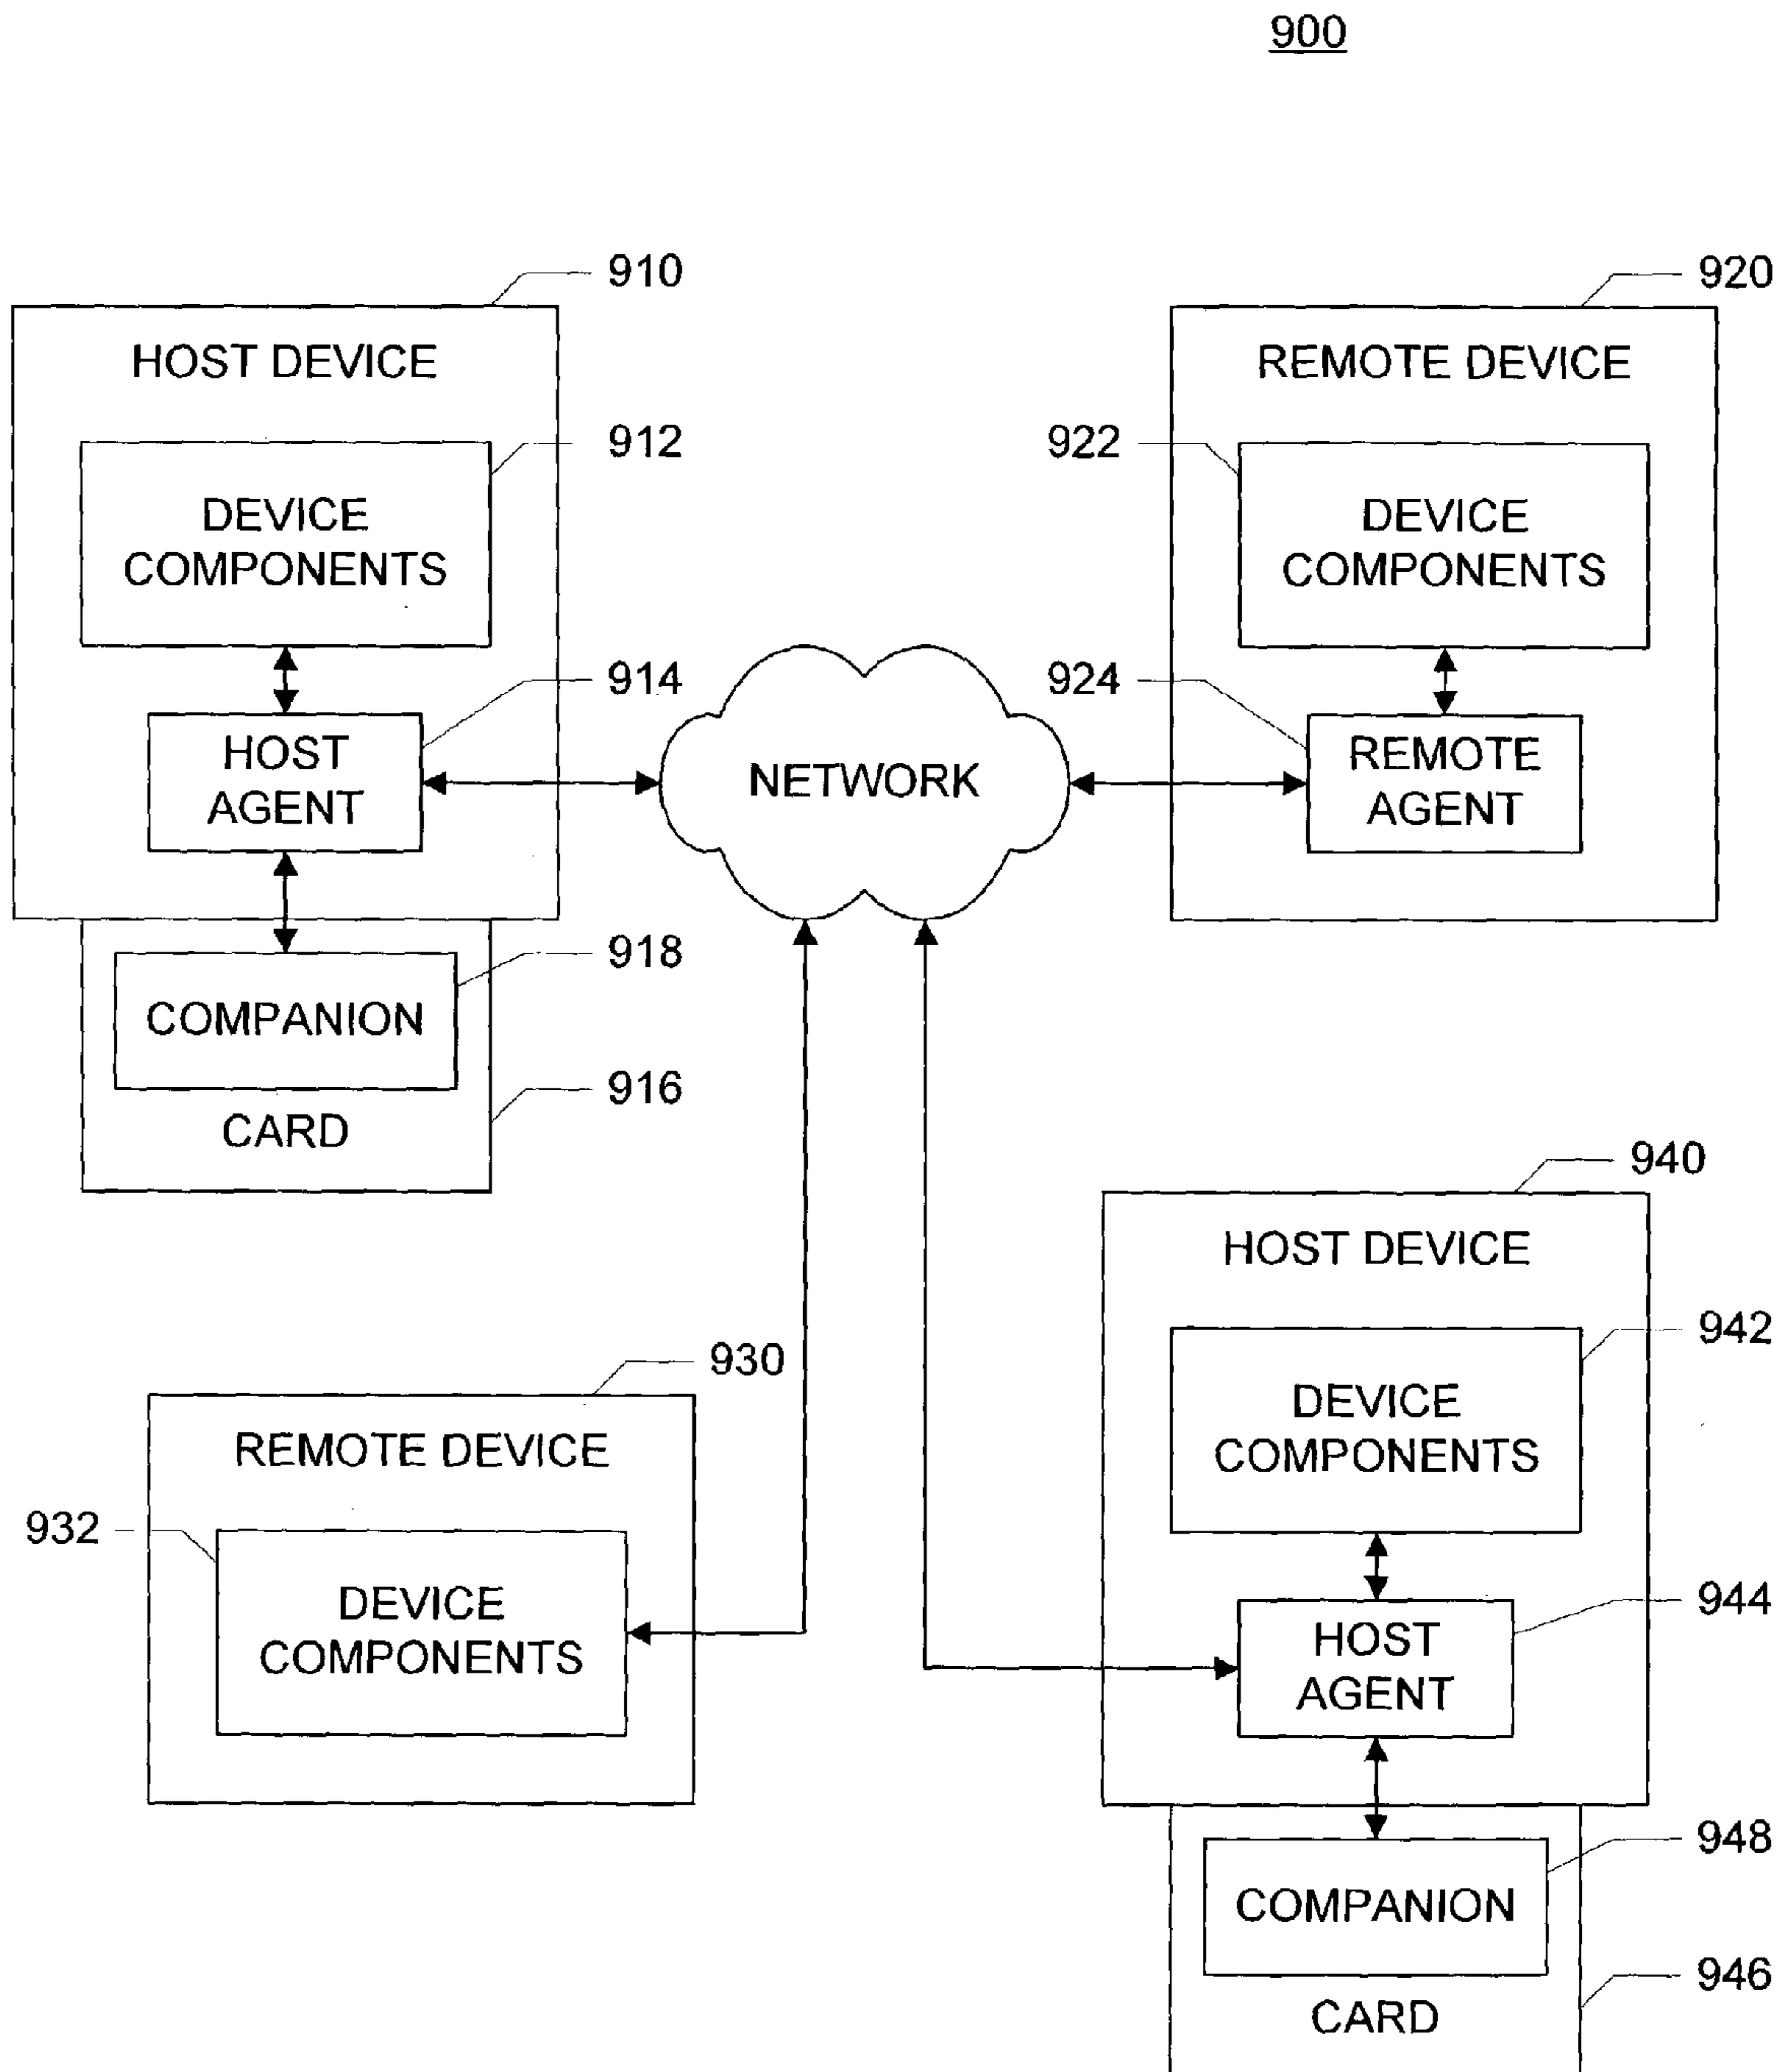 900
910
HOST DEVICE
912
DEVICE
COMPONENTS
914
HOST
AGENT
918
COMPANION
916
CARD
NETWORK
920
REMOTE DEVICE
922
DEVICE
COMPONENTS
924
REMOTE
AGENT
930
REMOTE DEVICE
932
DEVICE
COMPONENTS
940
HOST DEVICE
942
DEVICE
COMPONENTS
944
HOST
AGENT
948
COMPANION
946
CARD